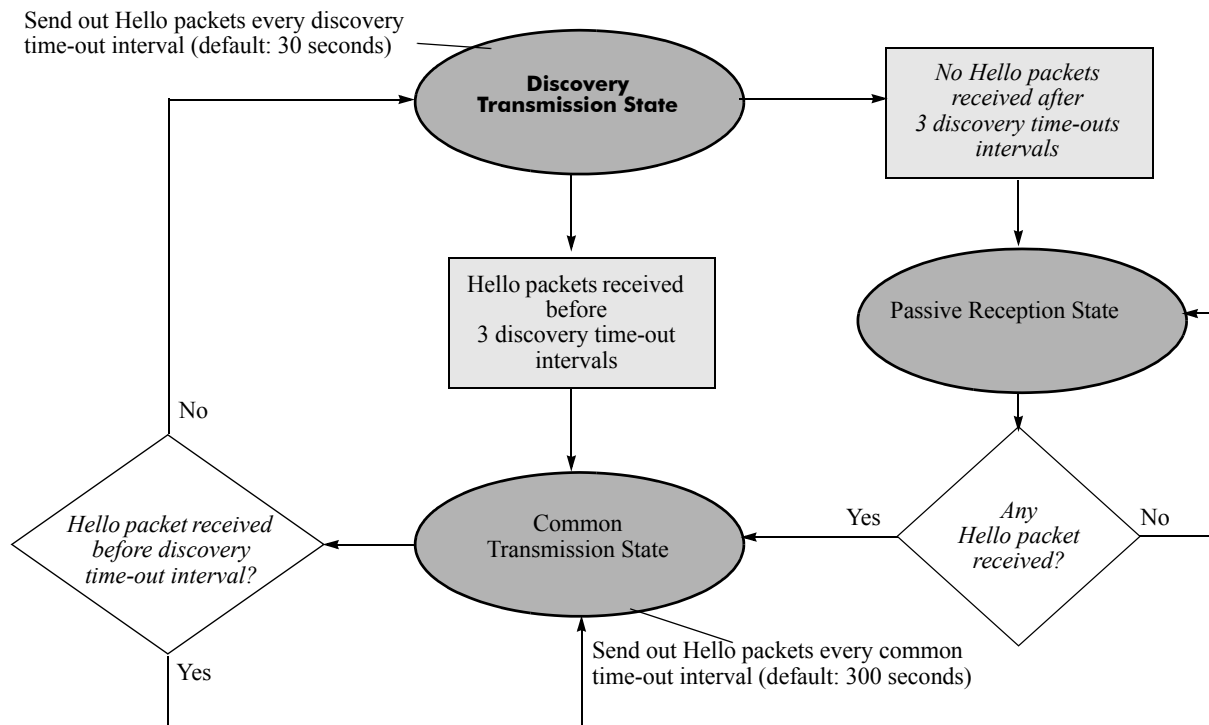 Send out Hello packets every discovery
time-out interval (default: 30 seconds)
Discovery
Transmission State
No Hello packets
received after
3 discovery time-outs
intervals
Hello packets received
before
3 discovery time-out
intervals
Passive Reception State
No
Hello packet received
before discovery
time-out interval?
Common
Transmission State
Yes
Any
Hello packet
received?
No
Yes
Send out Hello packets every common
time-out interval (default: 300 seconds)